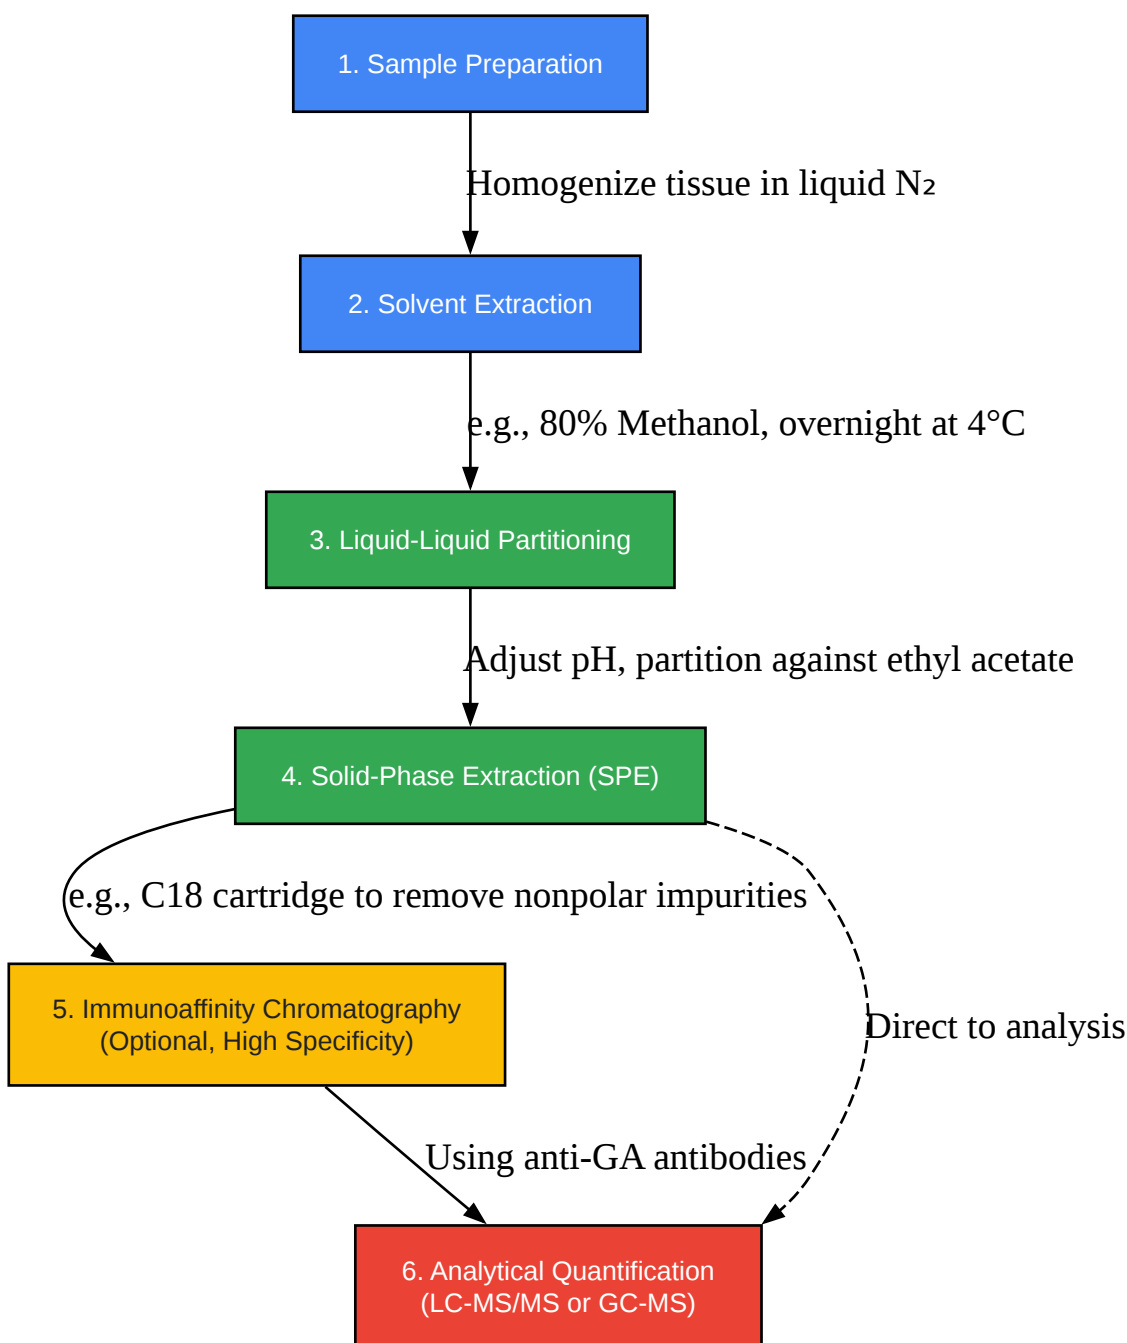 1. Sample Preparation
Homogenize tissue in liquid N₂
2. Solvent Extraction
e.g., 80% Methanol, overnight at 4°C
3. Liquid-Liquid Partitioning
Adjust pH, partition against ethyl acetate
4. Solid-Phase Extraction (SPE)
e.g., C18 cartridge to remove nonpolar impurities
5. Immunoaffinity Chromatography
(Optional, High Specificity)
Direct to analysis
Using anti-GA antibodies
6. Analytical Quantification
(LC-MS/MS or GC-MS)